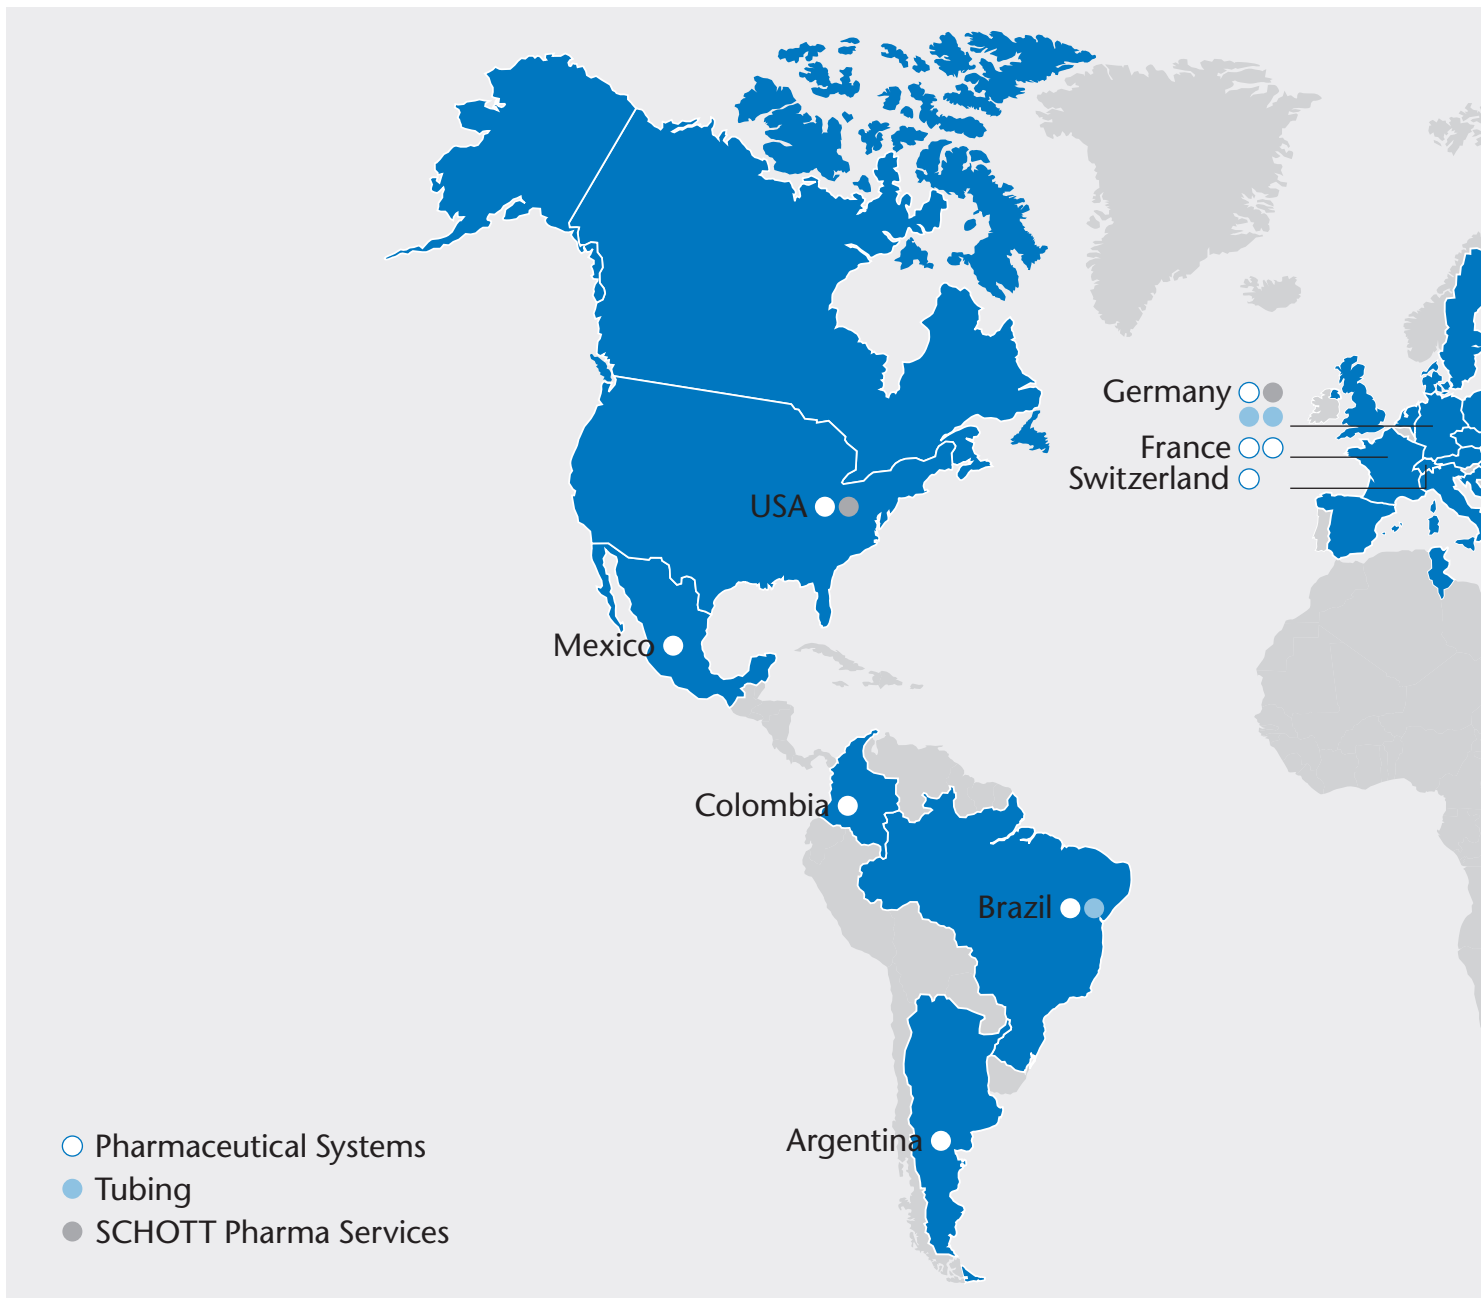 Germany
France
Switzerland
USA
Mexico
Colombia
Brazil
Argentina
Pharmaceutical Systems
Tubing
SCHOTT Pharma Services